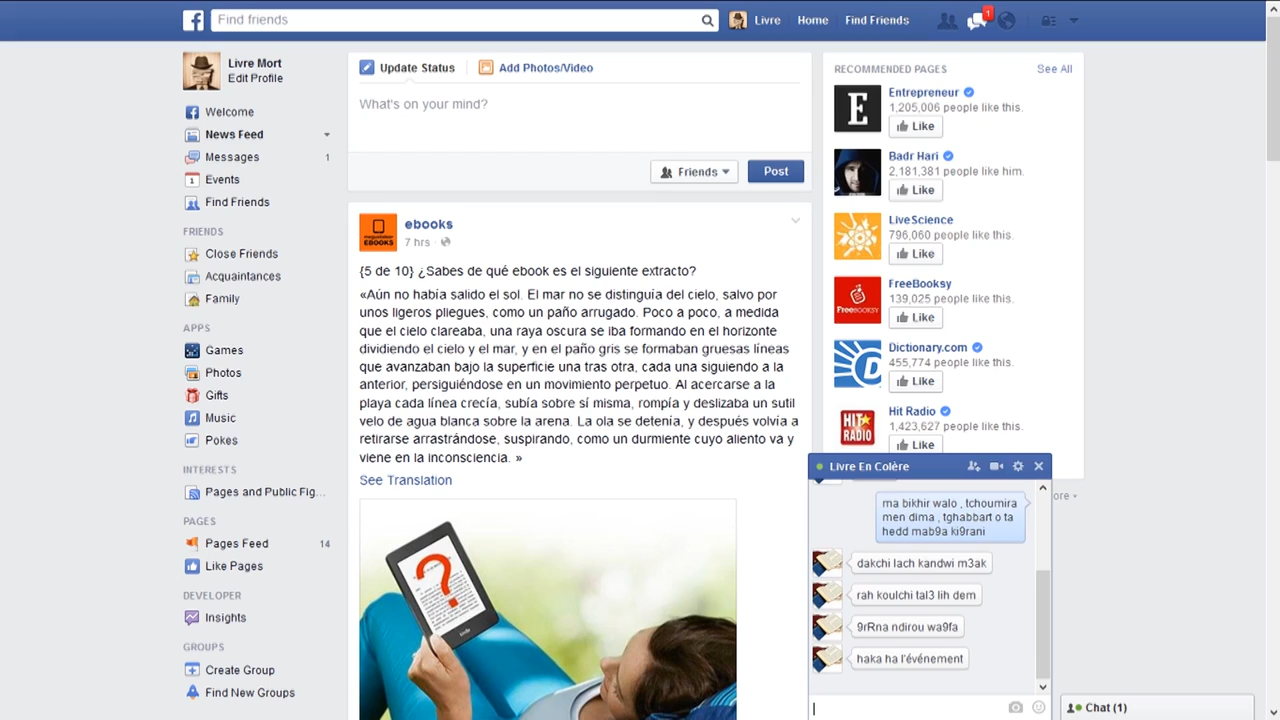 Find friends
Livre
Home
Find Friends
1
Livre Mort
Edit Profile
Welcome
News Feed
Messages 1
Events
Find Friends
FRIENDS
Close Friends
Acquaintances
Family
APPS
Games
Photos
Gifts
Music
Pokes
INTERESTS
Pages and Public Fig...
PAGES
Pages Feed 14
Like Pages
DEVELOPER
Insights
GROUPS
Create Group
Find New Groups
Update Status
Add Photos/Video
What's on your mind?
Friends
Post
EBOOKS
ebooks
7 hrs ·
{5 de 10} ¿Sabes de qué ebook es el siguiente extracto?
«Aún no había salido el sol. El mar no se distinguía del cielo, salvo por
unos ligeros pliegues, como un paño arrugado. Poco a poco, a medida
que el cielo clareaba, una raya oscura se iba formando en el horizonte
dividiendo el cielo y el mar, y en el paño gris se formaban gruesas líneas
que avanzaban bajo la superficie una tras otra, cada una siguiendo a la
anterior, persiguiéndose en un movimiento perpetuo. Al acercarse a la
playa cada línea crecía, subía sobre sí misma, rompía y deslizaba un sutil
velo de agua blanca sobre la arena. La ola se detenía, y después volvía a
retirarse arrastrándose, suspirando, como un durmiente cuyo aliento va y
viene en la inconsciencia. »
See Translation
?
kindle
RECOMMENDED PAGES
See All
E
Entrepreneur
1,205,006 people like this.
Like
Badr Hari
2,181,381 people like him.
Like
LiveScience
796,060 people like this.
Like
FREEBOOKSY
FreeBooksy
139,025 people like this.
Like
Dictionary.com
455,774 people like this.
Like
HIT
RADIO
Hit Radio
1,423,627 people like this.
Like
ore
Livre En Colère
ma bikhir walo , tchoumira
men dima , tghabbart o ta
hedd mab9a ki9rani
dakchi lach kandwi m3ak
rah koulchi tal3 lih dem
9rRna ndirou wa9fa
haka ha l'événement
Chat (1)